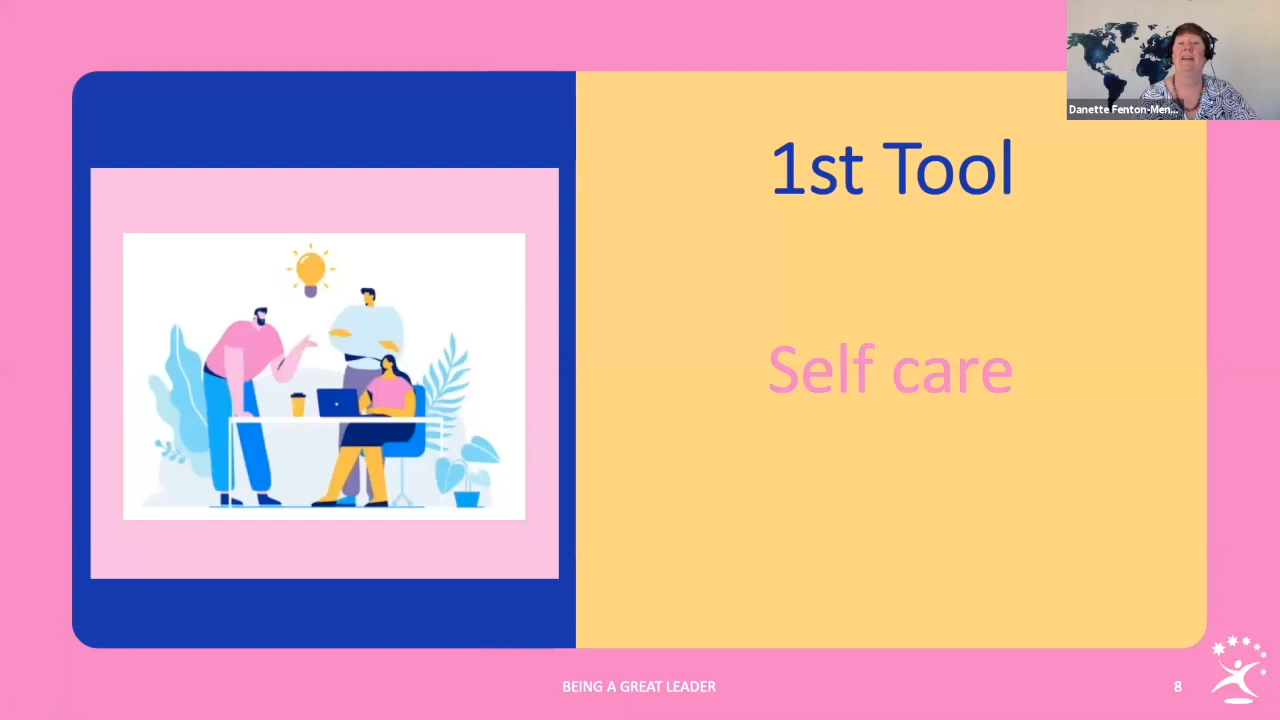 Danette Fenton-Men...
1st Tool
Self care
BEING A GREAT LEADER
8